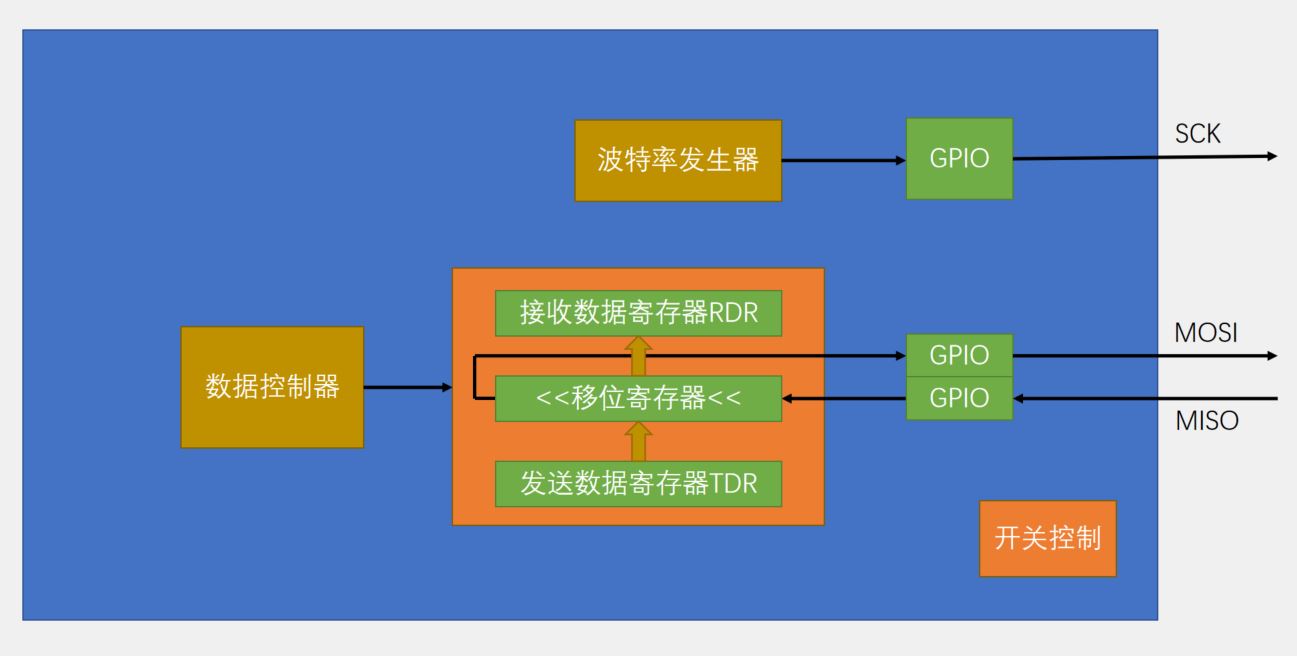 SCK
波特率发生器
GPIO
接收数据寄存器RDR
MOSI
GPIO
数据控制器
<<移位寄存器<<
GPIO
MISO
发送数据寄存器TDR
开关控制